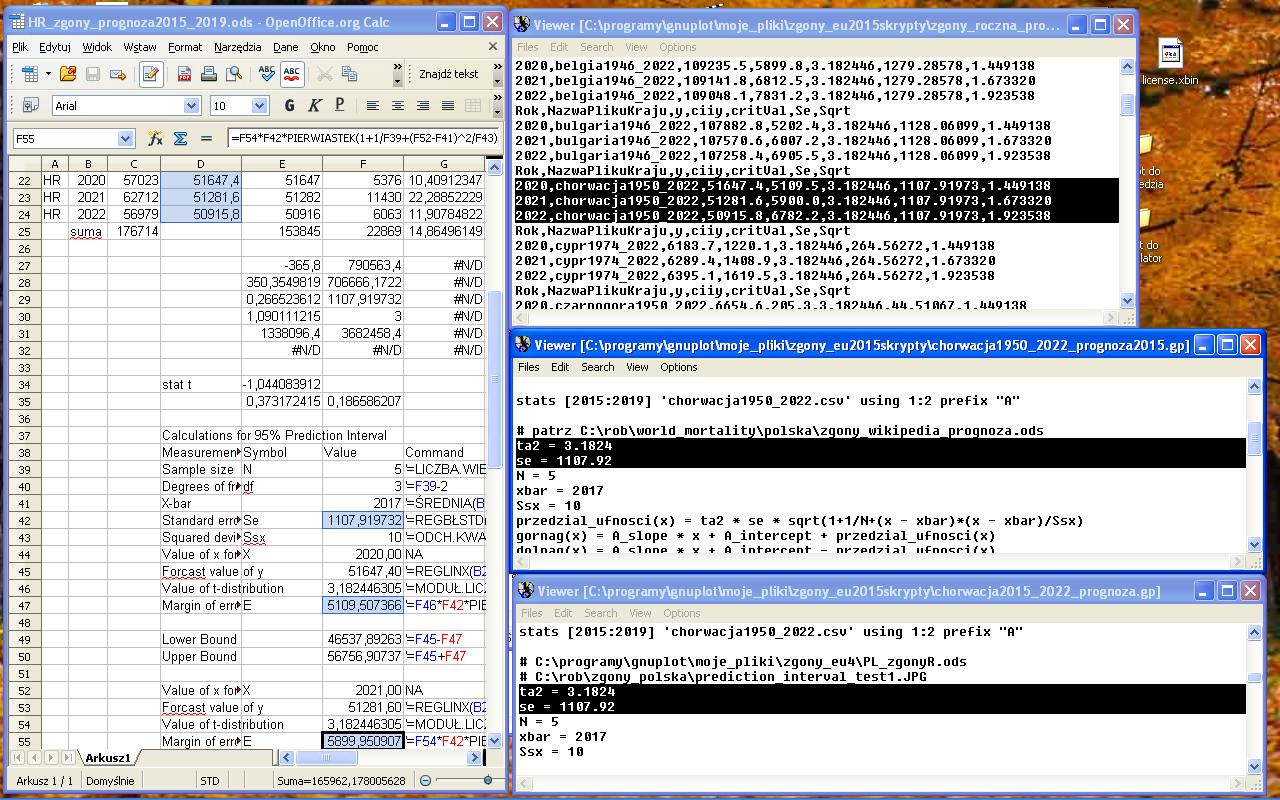 HR_zgony_prognoza2015_2019.ods - OpenOffice.org Calc
Plik Edytuj Widok Wstaw Format Narzędzia Dane Okno Pomoc
Znajdź tekst
Arial 10 G K P
F55 =F54*F42*PIERWIASTEK(1+1/F39+(F52-F41)^2/F43)
A B C D E F G
22 HR 2020 57023 51647,4 51647 5376 10,40912347
23 HR 2021 62712 51281,6 51282 11430 22,28852229
24 HR 2022 56979 50915,8 50916 6063 11,90784822
25 suma 176714 153845 22869 14,86496149
26
27 -365,8 790563,4 #N/D
28 350,3549819 706666,1722 #N/D
29 0,266523612 1107,919732 #N/D
30 1,090111215 3 #N/D
31 1338096,4 3682458,4 #N/D
32 #N/D #N/D #N/D
33
34 stat t -1,044083912
35 0,373172415 0,186586207
36
37 Calculations for 95% Prediction Interval
38 Measuremen Symbol Value Command
39 Sample size N 5 '=LICZBA.WIE
40 Degrees of fr df 3 '=F39-2
41 X-bar 2017 '=ŚREDNIA(B
42 Standard erro Se 1107,919732 '=REGBŁSTD(
43 Squared devi Ssx 10 '=ODCH.KWA
44 Value of x for X 2020,00 NA
45 Forcast value of y 51647,40 '=REGLINX(B2
46 Value of t-distribution 3,182446305 '=MODUŁ.LICZ
47 Margin of erro E 5109,507366 '=F46*F42*PIE
48
49 Lower Bound 46537,89263 '=F45-F47
50 Upper Bound 56756,90737 '=F45+F47
51
52 Value of x for X 2021,00 NA
53 Forcast value of y 51281,60 '=REGLINX(B2
54 Value of t-distribution 3,182446305 '=MODUŁ.LICZ
55 Margin of erro E 5899,950907 '=F54*F42*PIE
Arkusz1
Arkusz 1 / 1 Domyślnie STD Suma=165962,178005628
Viewer [C:\programy\gnuplot\moje_pliki\zgony_eu2015skrypty\zgony_roczna_pro...
Files Edit Search View Options
2020,belgia1946_2022,109235.5,5899.8,3.182446,1279.28578,1.449138
2021,belgia1946_2022,109141.8,6812.5,3.182446,1279.28578,1.673320
2022,belgia1946_2022,109048.1,7831.2,3.182446,1279.28578,1.923538
Rok,NazwaPlikuKraju,y,ciiy,critVal,Se,Sqrt
2020,bulgaria1946_2022,107882.8,5202.4,3.182446,1128.06099,1.449138
2021,bulgaria1946_2022,107570.6,6007.2,3.182446,1128.06099,1.673320
2022,bulgaria1946_2022,107258.4,6905.5,3.182446,1128.06099,1.923538
Rok,NazwaPlikuKraju,y,ciiy,critVal,Se,Sqrt
2020,chorwacja1950_2022,51647.4,5109.5,3.182446,1107.91973,1.449138
2021,chorwacja1950_2022,51281.6,5900.0,3.182446,1107.91973,1.673320
2022,chorwacja1950_2022,50915.8,6782.2,3.182446,1107.91973,1.923538
Rok,NazwaPlikuKraju,y,ciiy,critVal,Se,Sqrt
2020,cypr1974_2022,6183.7,1220.1,3.182446,264.56272,1.449138
2021,cypr1974_2022,6289.4,1408.9,3.182446,264.56272,1.673320
2022,cypr1974_2022,6395.1,1619.5,3.182446,264.56272,1.923538
Rok,NazwaPlikuKraju,y,ciiy,critVal,Se,Sqrt
2020,czarnogora1950_2022,6654.6,205.3,3.182446,44.51067,1.449138
license.xbin
t do
edzia
t do
lator
Viewer [C:\programy\gnuplot\moje_pliki\zgony_eu2015skrypty\chorwacja1950_2022_prognoza2015.gp]
Files Edit Search View Options
stats [2015:2019] 'chorwacja1950_2022.csv' using 1:2 prefix "A"
# patrz C:\rob\world_mortality\polska\zgony_wikipedia_prognoza.ods
ta2 = 3.1824
se = 1107.92
N = 5
xbar = 2017
Ssx = 10
przedzial_ufnosci(x) = ta2 * se * sqrt(1+1/N+(x - xbar)*(x - xbar)/Ssx)
gornag(x) = A_slope * x + A_intercept + przedzial_ufnosci(x)
dolnag(x) = A_slope * x + A_intercept - przedzial_ufnosci(x)
Viewer [C:\programy\gnuplot\moje_pliki\zgony_eu2015skrypty\chorwacja2015_2022_prognoza.gp]
Files Edit Search View Options
stats [2015:2019] 'chorwacja1950_2022.csv' using 1:2 prefix "A"
# C:\programy\gnuplot\moje_pliki\zgony_eu4\PL_zgonyR.ods
# C:\rob\zgony_polska\prediction_interval_test1.JPG
ta2 = 3.1824
se = 1107.92
N = 5
xbar = 2017
Ssx = 10